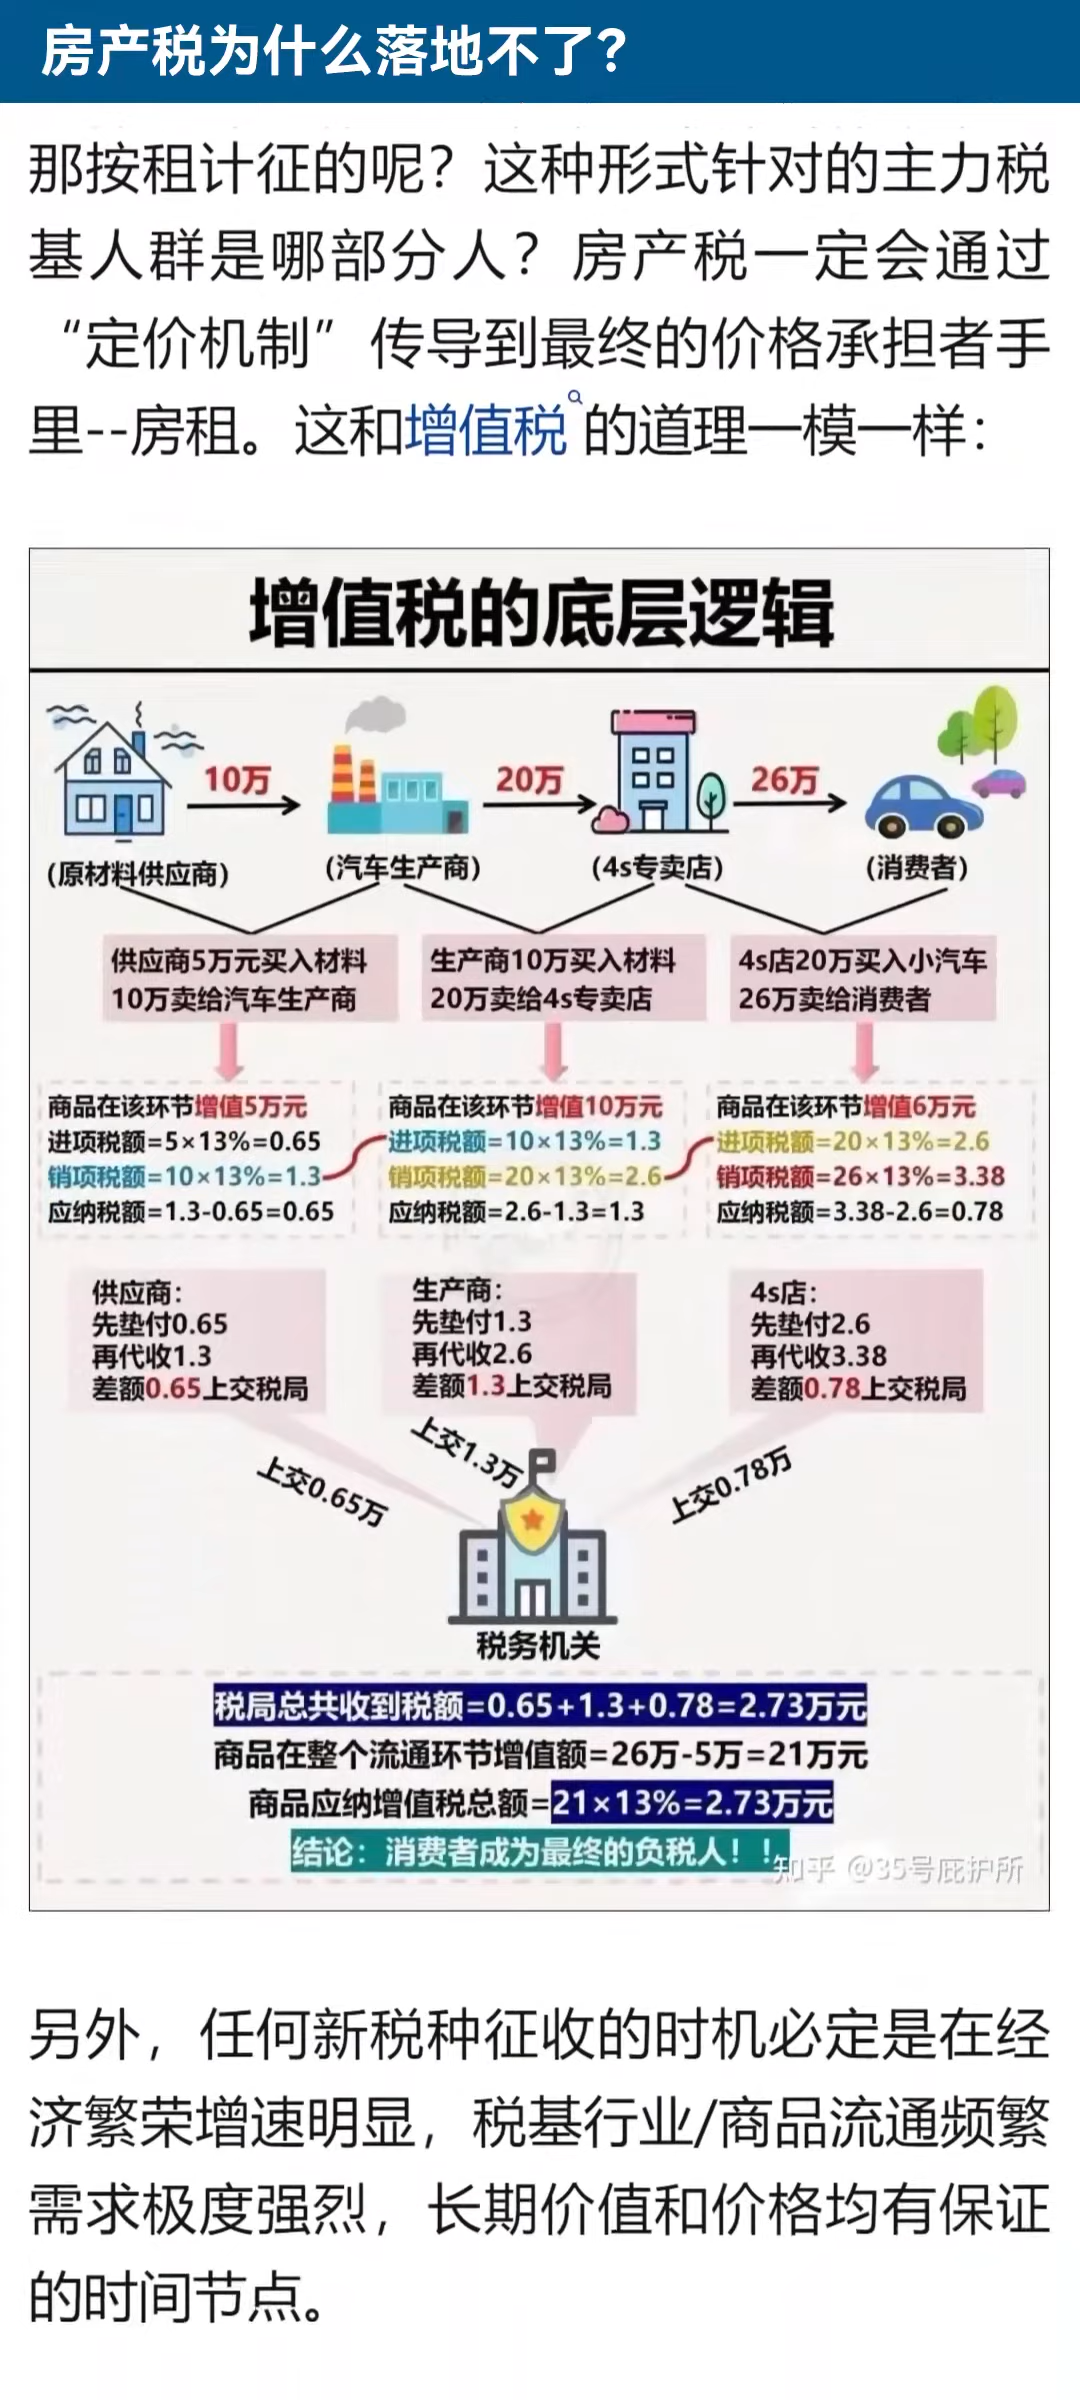 房产税为什么落地不了？
那按租计征的呢？这种形式针对的主力税
基人群是哪部分人？房产税一定会通过
“定价机制”传导到最终的价格承担者手
里--房租。这和增值税的道理一模一样：
增值税的底层逻辑
10万
20万
26万
(原材料供应商)
(汽车生产商)
(4s专卖店)
(消费者)
供应商5万元买入材料
10万卖给汽车生产商
生产商10万买入材料
20万卖给4s专卖店
4s店20万买入小汽车
26万卖给消费者
商品在该环节增值5万元
进项税额=5×13%=0.65
销项税额=10×13%=1.3
应纳税额=1.3-0.65=0.65
商品在该环节增值10万元
进项税额=10×13%=1.3
销项税额=20×13%=2.6
应纳税额=2.6-1.3=1.3
商品在该环节增值6万元
进项税额=20×13%=2.6
销项税额=26×13%=3.38
应纳税额=3.38-2.6=0.78
供应商：
先垫付0.65
再代收1.3
差额0.65上交税局
生产商：
先垫付1.3
再代收2.6
差额1.3上交税局
4s店：
先垫付2.6
再代收3.38
差额0.78上交税局
上交0.65万
上交1.3万
上交0.78万
税务机关
税局总共收到税额=0.65+1.3+0.78=2.73万元
商品在整个流通环节增值额=26万-5万=21万元
商品应纳增值税总额=21×13%=2.73万元
结论：消费者成为最终的负税人！！
知乎 @35号庇护所
另外，任何新税种征收的时机必定是在经
济繁荣增速明显，税基行业/商品流通频繁
需求极度强烈，长期价值和价格均有保证
的时间节点。